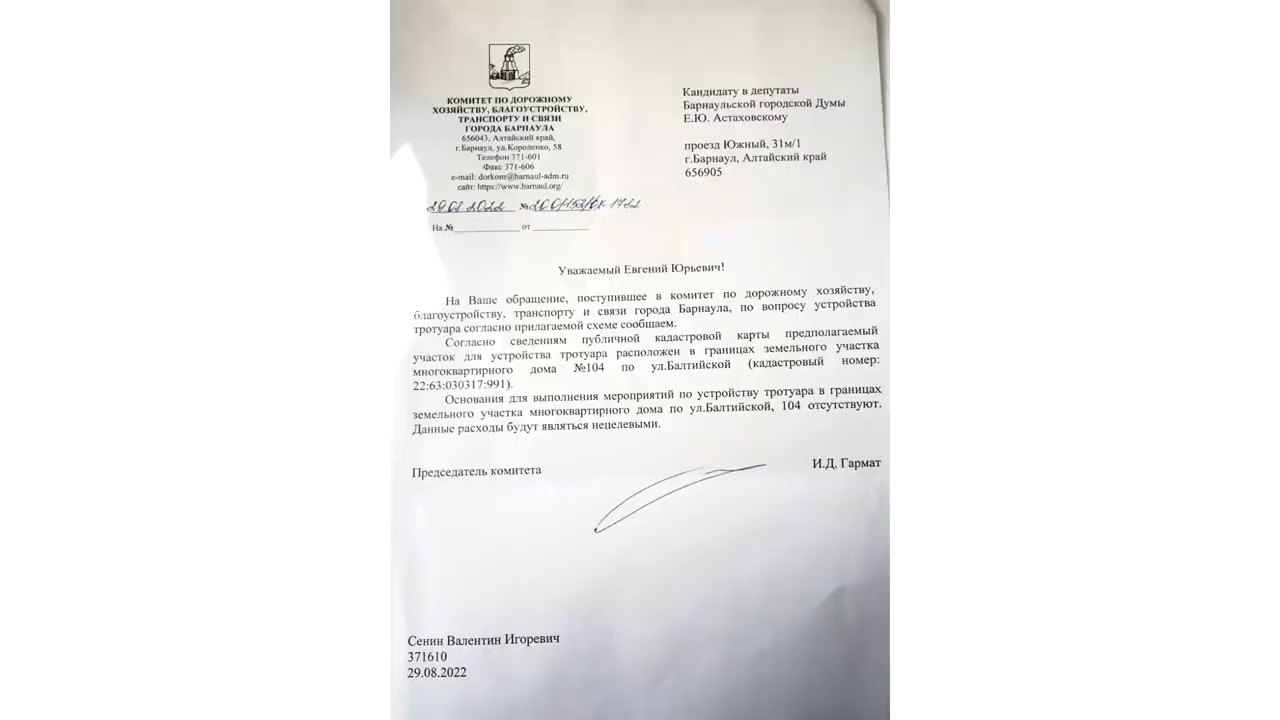 КОМИТЕТ ПО ДОРОЖНОМУ
ХОЗЯЙСТВУ, БЛАГОУСТРОЙСТВУ,
ТРАНСПОРТУ И СВЯЗИ
ГОРОДА БАРНАУЛА
656043, Алтайский край,
г.Барнаул, ул.Короленко, 58
Телефон 371-601
Факс 371-606
e-mail: dorkom@barnaul-adm.ru
сайт: https://www.barnaul.org/
29.08.2022 №
На № от
Кандидату в депутаты
Барнаульской городской Думы
Е.Ю. Астаховскому
проезд Южный, 31м/1
г.Барнаул, Алтайский край
656905
Уважаемый Евгений Юрьевич!
На Ваше обращение, поступившее в комитет по дорожному хозяйству,
благоустройству, транспорту и связи города Барнаула, по вопросу устройства
тротуара согласно прилагаемой схеме сообщаем.
Согласно сведениям публичной кадастровой карты предполагаемый
участок для устройства тротуара расположен в границах земельного участка
многоквартирного дома №104 по ул.Балтийской (кадастровый номер:
22:63:030317:991).
Основания для выполнения мероприятий по устройству тротуара в границах
земельного участка многоквартирного дома по ул.Балтийской, 104 отсутствуют.
Данные расходы будут являться нецелевыми.
Председатель комитета И.Д. Гармат
Сенин Валентин Игоревич
371610
29.08.2022